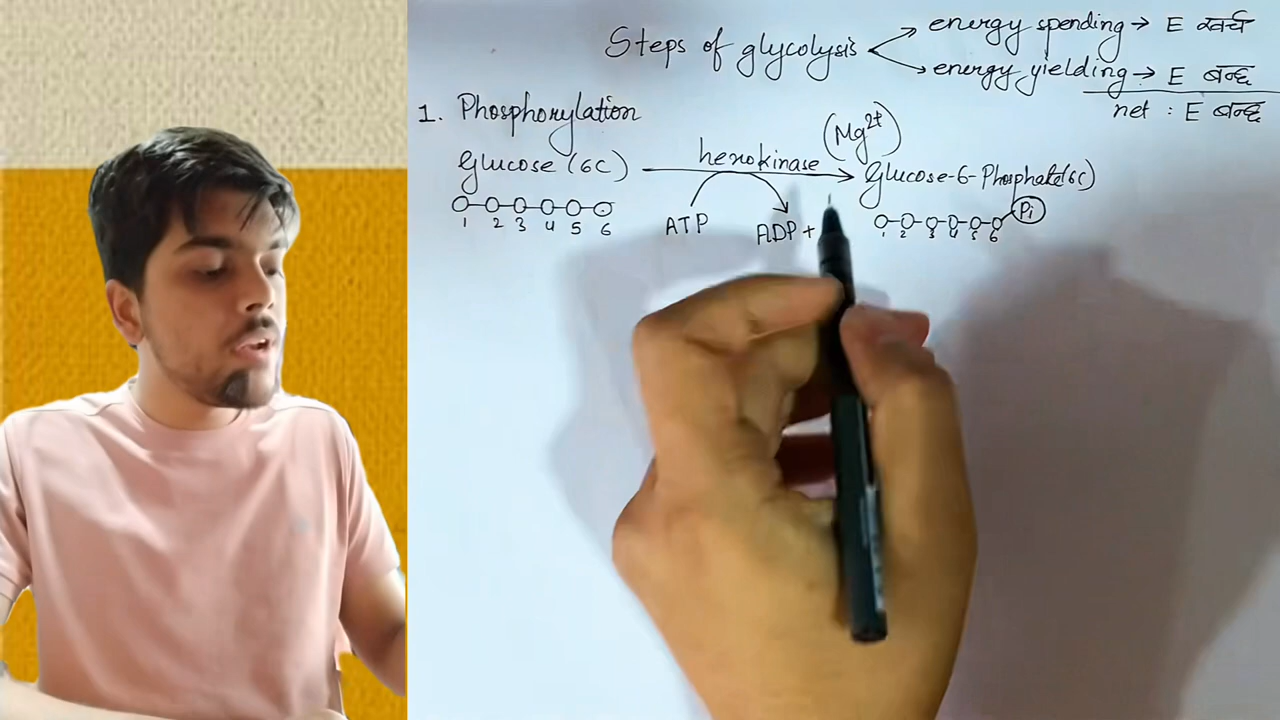 Steps of glycolysis
energy spending → E खर्च
energy yielding → E बन्छ
net : E बन्छ
1. Phosphorylation
(Mg2+)
Glucose (6C) hexokinase → Glucose-6-Phosphate(6c)
1 2 3 4 5 6
ATP ADP +
Pi
1 2 3 4 5 6